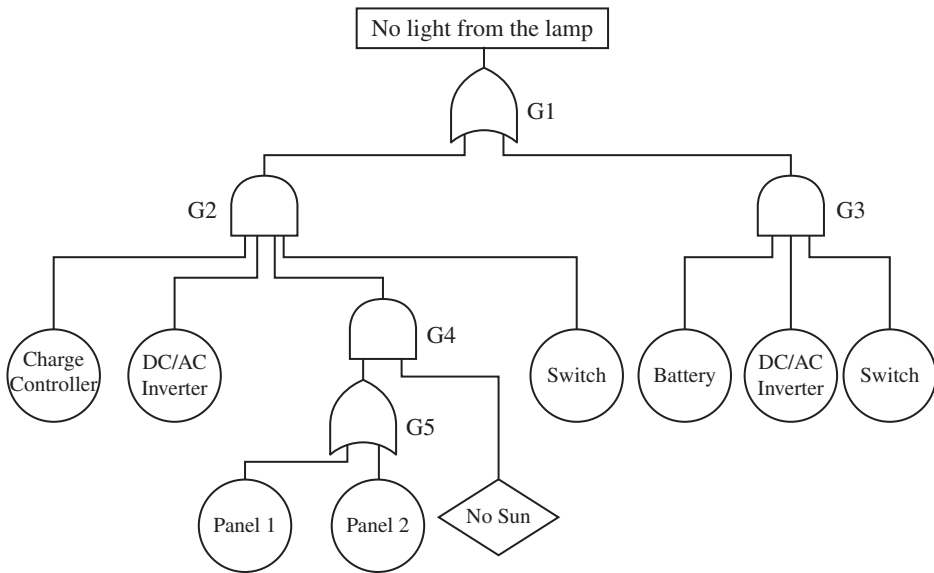 No light from the lamp
G1
G2
G3
G4
Charge
Controller
DC/AC
Inverter
Switch
Battery
DC/AC
Inverter
Switch
G5
Panel 1
Panel 2
No Sun